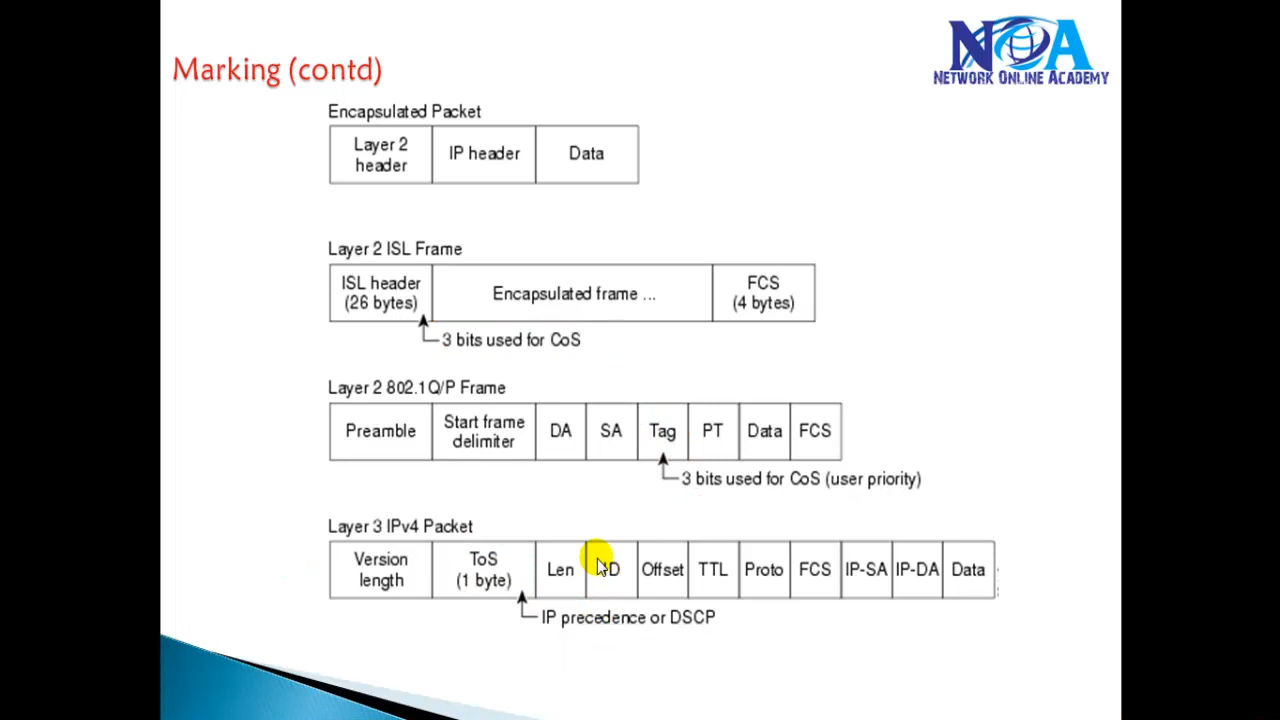 Marking (contd)
NOA
NETWORK ONLINE ACADEMY
Encapsulated Packet
Layer 2 header
IP header
Data
Layer 2 ISL Frame
ISL header (26 bytes)
Encapsulated frame ...
FCS (4 bytes)
3 bits used for CoS
Layer 2 802.1Q/P Frame
Preamble
Start frame delimiter
DA
SA
Tag
PT
Data
FCS
3 bits used for CoS (user priority)
Layer 3 IPv4 Packet
Version length
ToS (1 byte)
Len
Offset
TTL
Proto
FCS
IP-SA
IP-DA
Data
IP precedence or DSCP